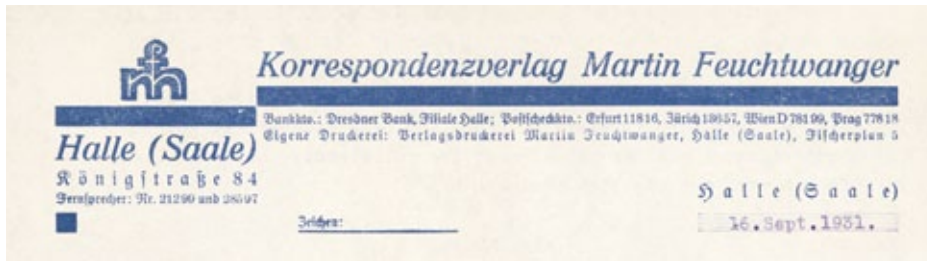 Korrespondenzverlag Martin Feuchtwanger
Bankkto.: Dresdner Bank, Filiale Halle; Postscheckkto.: Erfurt 11816, Zürich 18657, Wien D 78199, Prag 77818
Eigene Druckerei: Verlagsdruckerei Martin Feuchtwanger, Halle (Saale), Fischerplan 5
Halle (Saale)
Königstraße 84
Fernsprecher: Nr. 21299 und 28597
Halle (Saale)
Zeichen:
16. Sept. 1931.